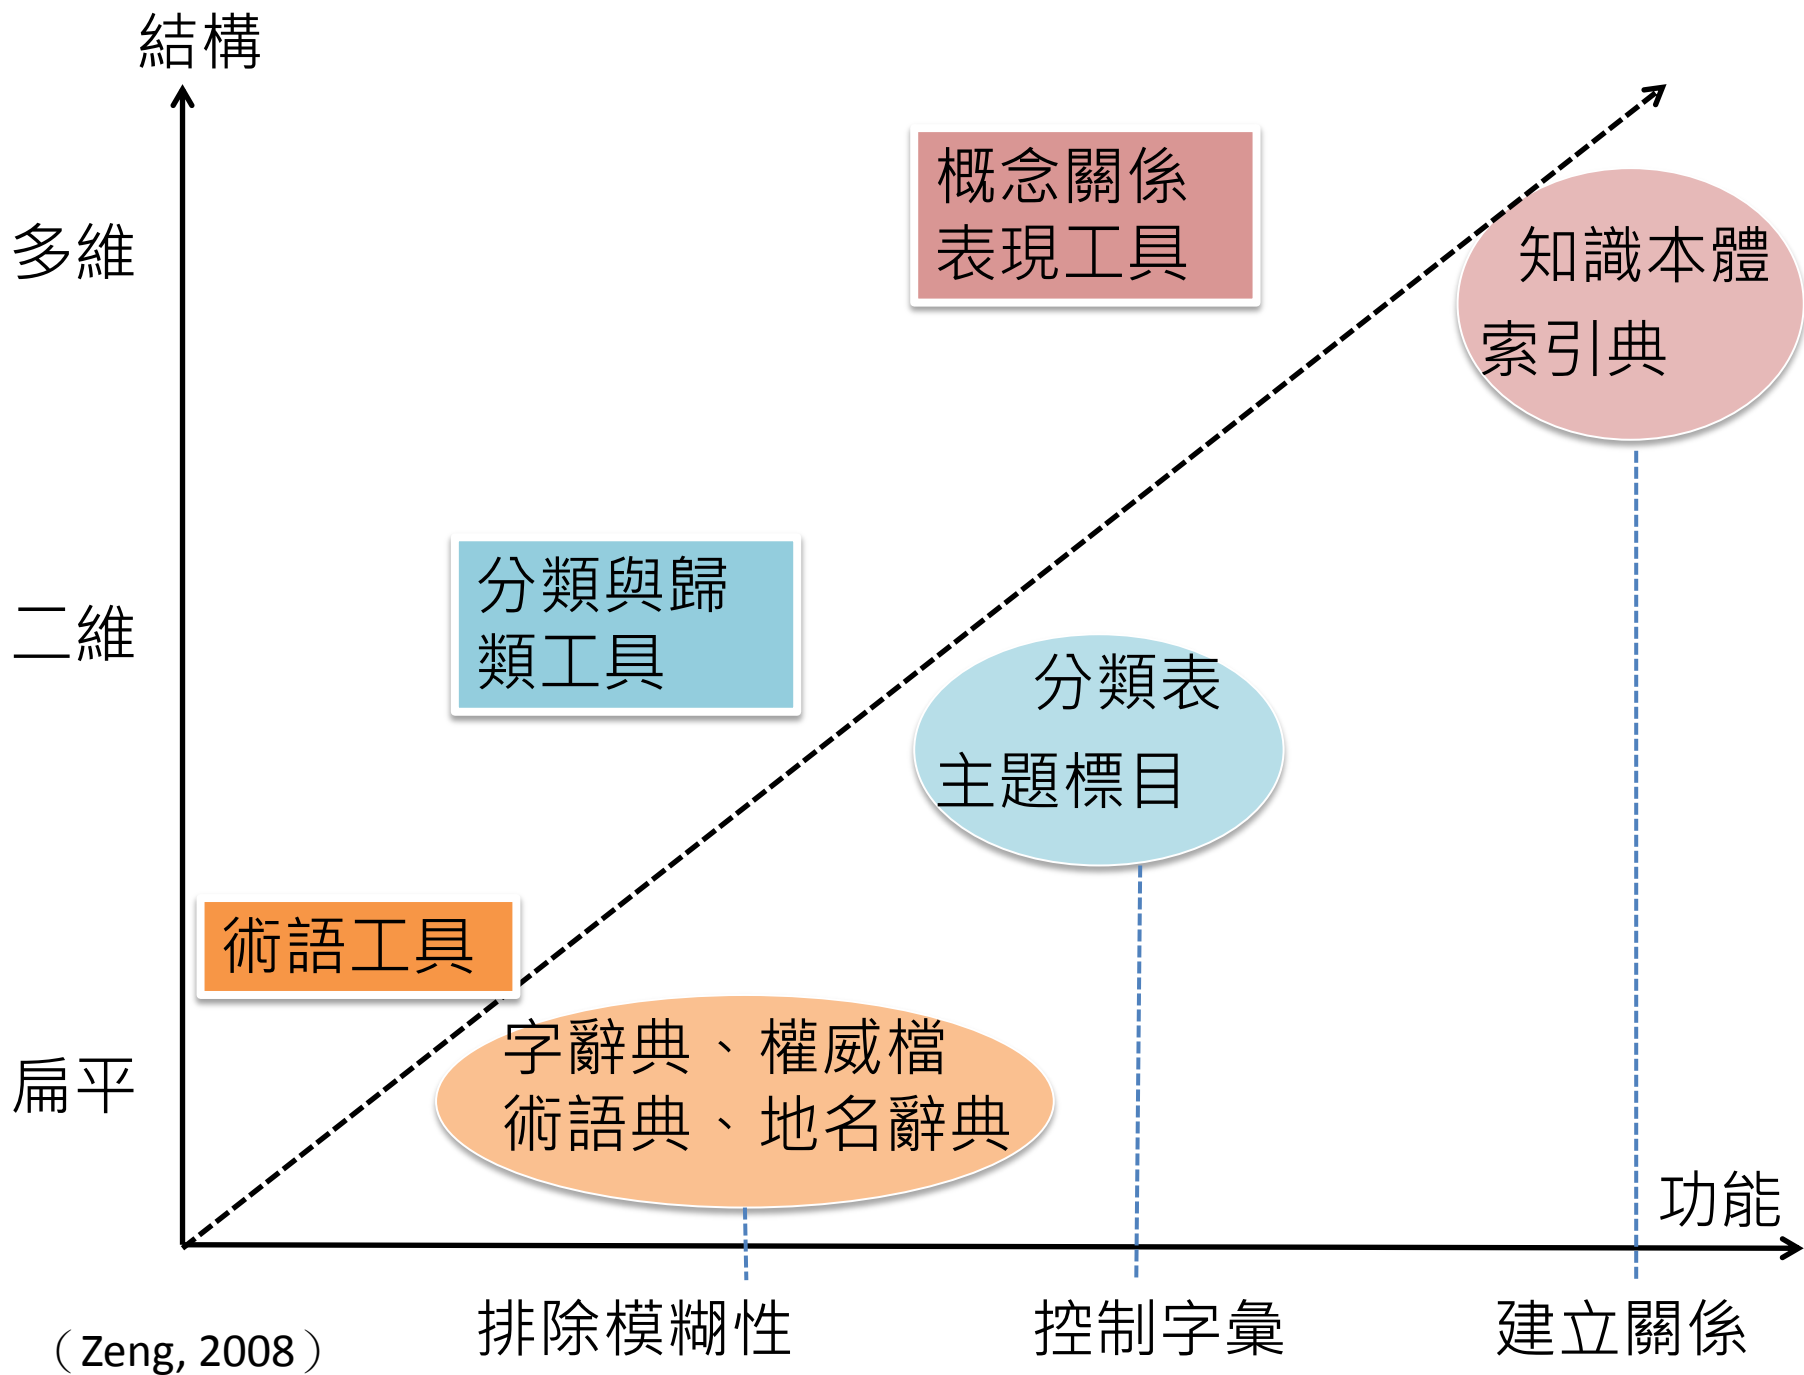 結構
多維
概念關係
表現工具
知識本體
索引典
二維
分類與歸
類工具
分類表
主題標目
術語工具
扁平
字辭典、權威檔
術語典、地名辭典
功能
排除模糊性
控制字彙
建立關係
（Zeng, 2008）